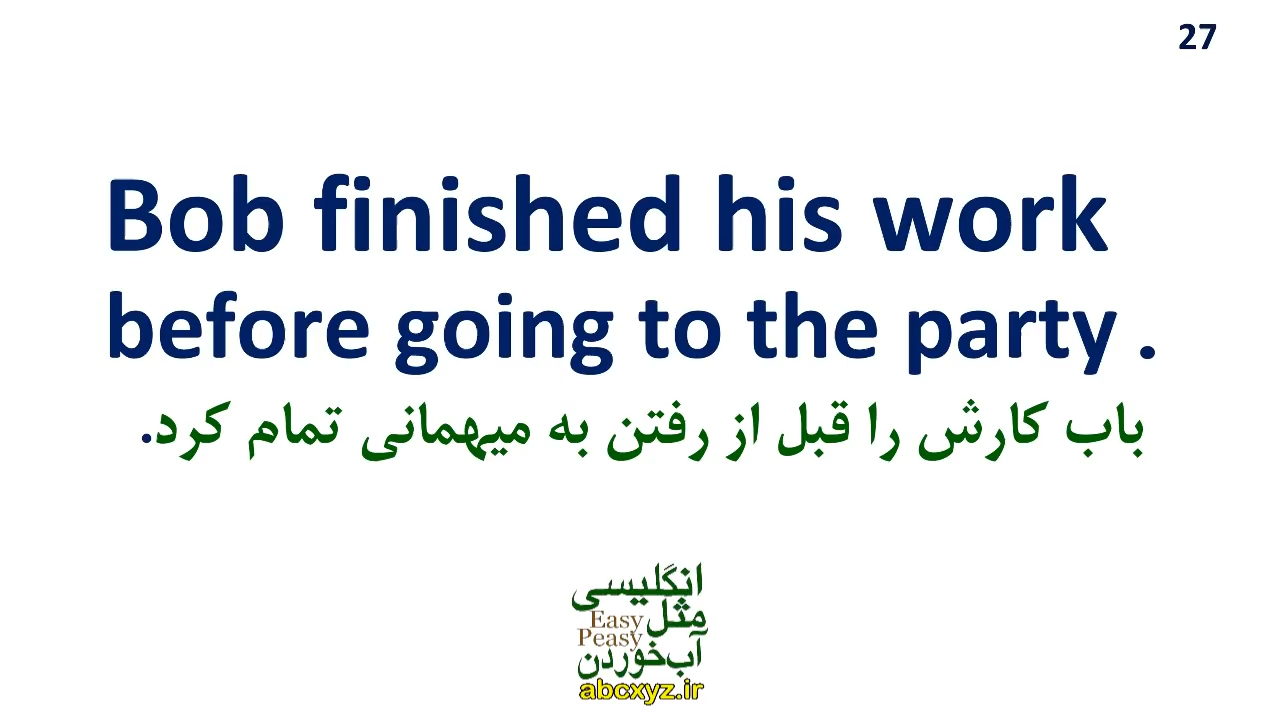 27
Bob finished his work
before going to the party .
باب کارش را قبل از رفتن به میهمانی تمام کرد.
انگلیسی
مثل
Easy
Peasy
آب خوردن
abcxyz.ir